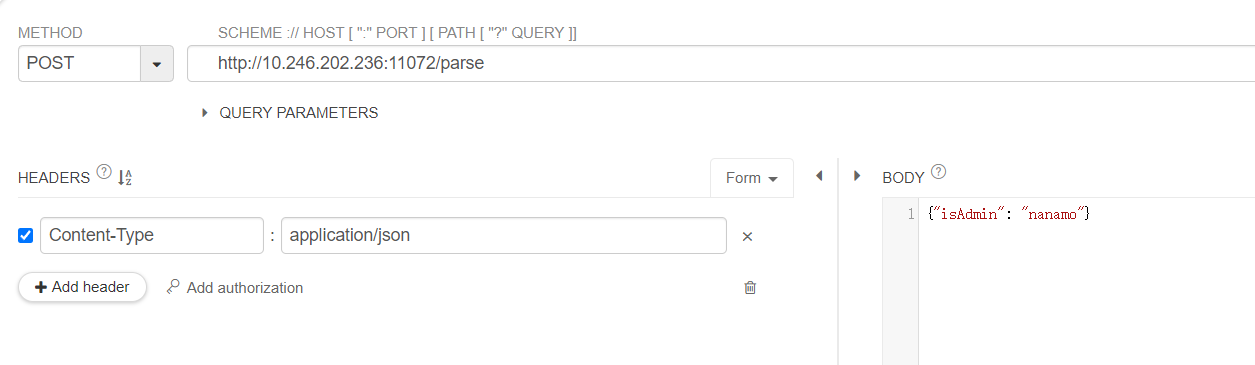 METHOD SCHEME :// HOST [ ":" PORT ] [ PATH [ "?" QUERY ]]
POST http://10.246.202.236:11072/parse
QUERY PARAMETERS
HEADERS ? A Z Form BODY ?
1 {"isAdmin": "nanamo"}
Content-Type : application/json ×
+ Add header Add authorization